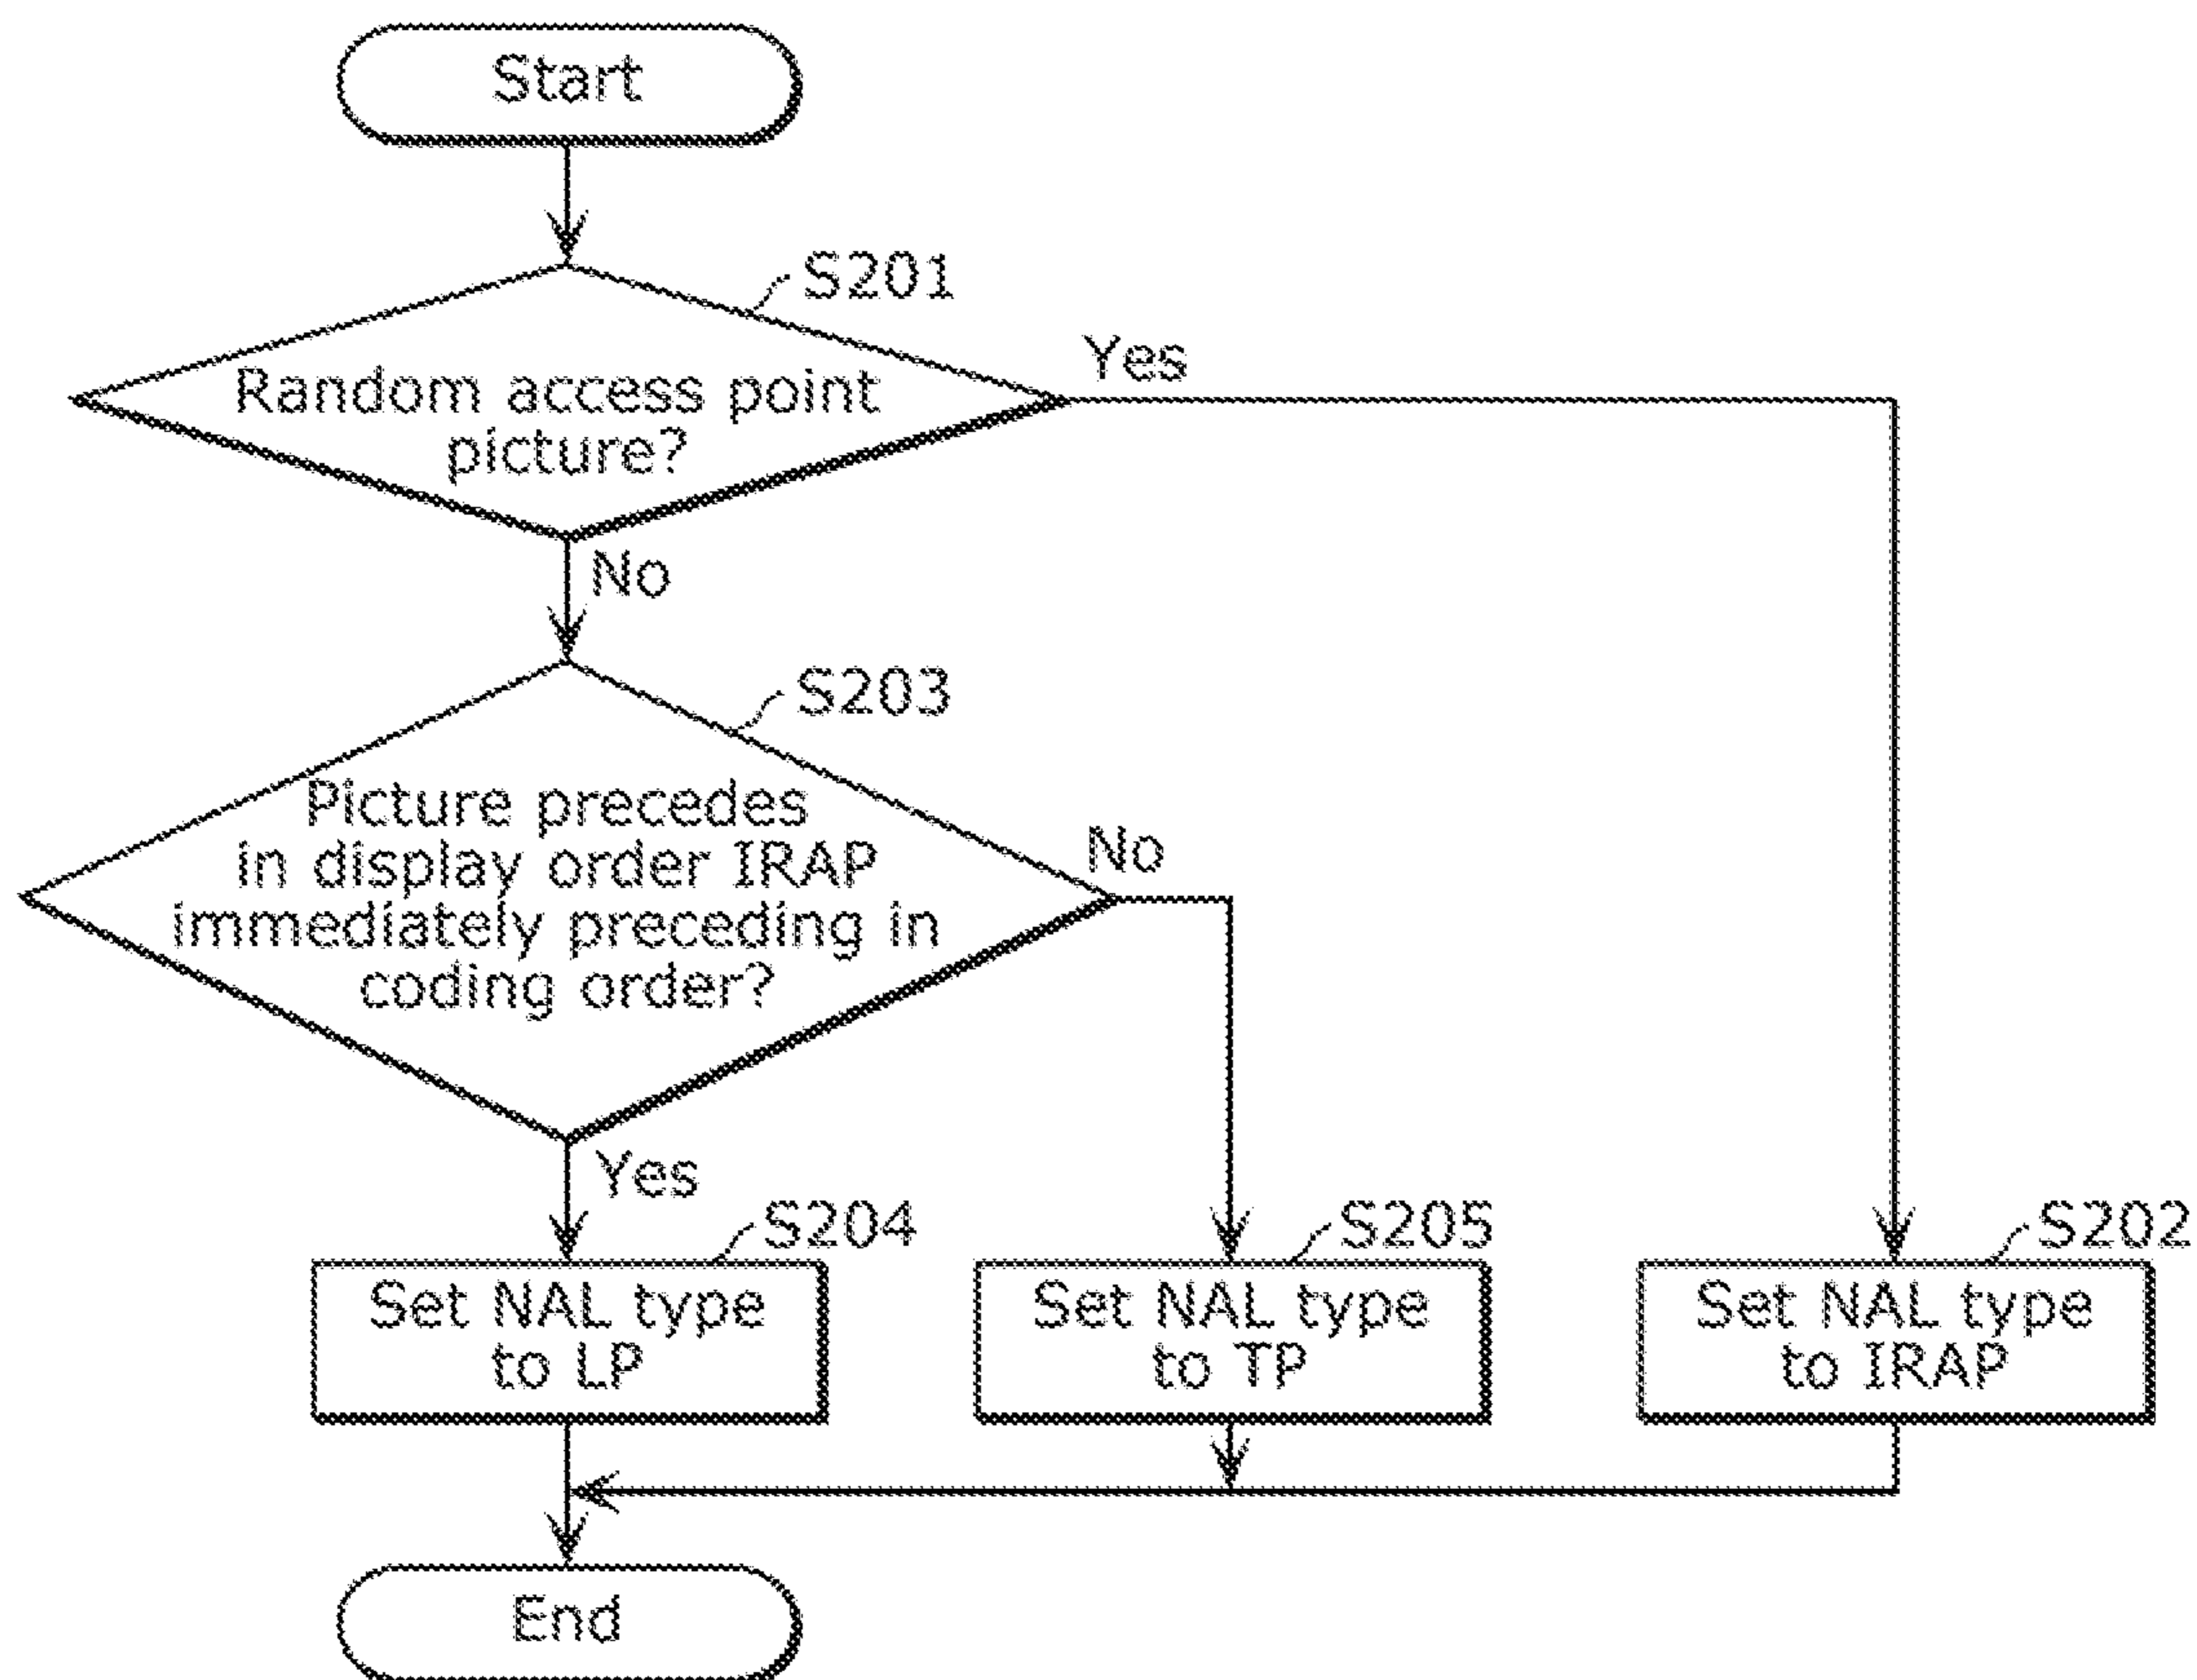 Start
S201
Random access point
picture?
Yes
No
S203
Picture precedes
in display order IRAP
immediately preceding in
coding order?
No
Yes
S204
Set NAL type
to LP
S205
Set NAL type
to TP
S202
Set NAL type
to IRAP
End